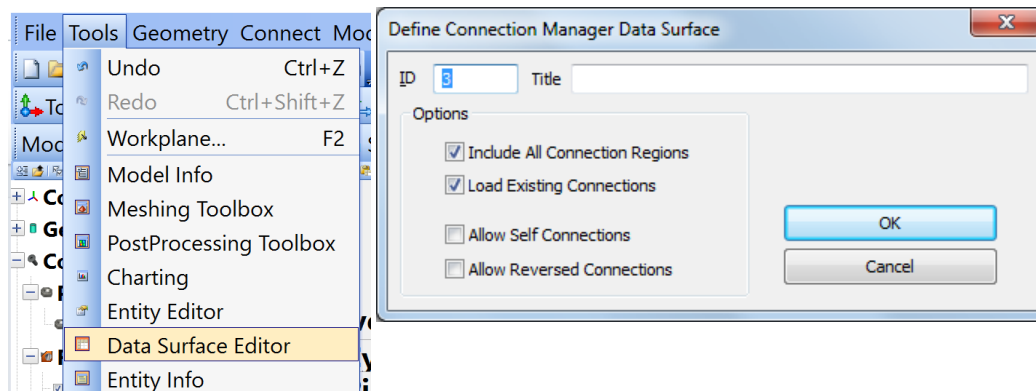 File Tools Geometry Connect
Undo Ctrl+Z
Redo Ctrl+Shift+Z
Workplane... F2
Model Info
Meshing Toolbox
PostProcessing Toolbox
Charting
Entity Editor
Data Surface Editor
Entity Info
Define Connection Manager Data Surface
ID 3 Title
Options
Include All Connection Regions
Load Existing Connections
Allow Self Connections
Allow Reversed Connections
OK
Cancel